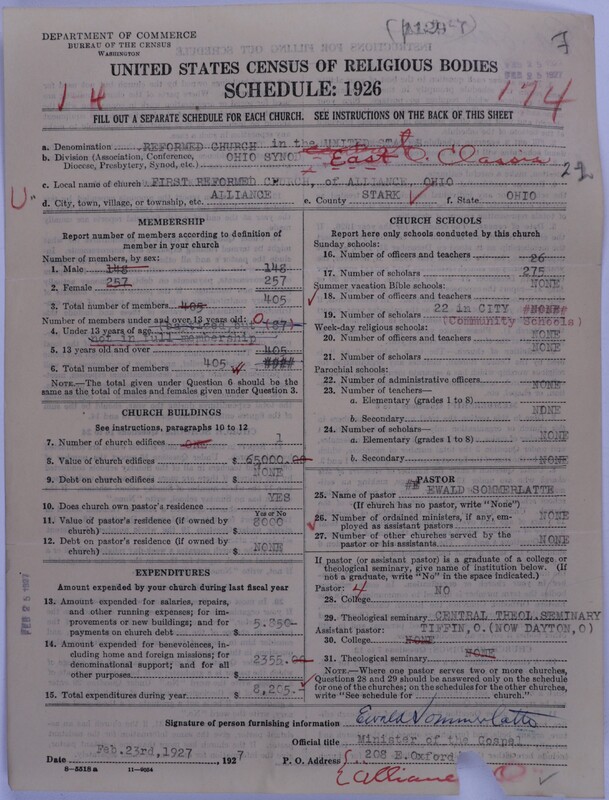 DEPARTMENT OF COMMERCE
BUREAU OF THE CENSUS
WASHINGTON
7
UNITED STATES CENSUS OF RELIGIOUS BODIES
SCHEDULE: 1926
14
174
FILL OUT A SEPARATE SCHEDULE FOR EACH CHURCH. SEE INSTRUCTIONS ON THE BACK OF THIS SHEET
a. Denomination REFORMED CHURCH in the UNITED STATES
b. Division (Association, Conference, Diocese, Presbytery, Synod, etc.) OHIO SYNOD East O. Classis
22
c. Local name of church FIRST REFORMED CHURCH, of ALLIANCE, OHIO
d. City, town, village, or township, etc. ALLIANCE e. County STARK f. State OHIO
MEMBERSHIP
Report number of members according to definition of member in your church
Number of members, by sex:
1. Male 148 148
2. Female 257 257
3. Total number of members 405 405
Number of members under and over 13 years old:
4. Under 13 years of age (Baptized but (87) not in full membership 0
5. 13 years old and over 405
6. Total number of members 405
NOTE.—The total given under Question 6 should be the same as the total of males and females given under Question 3.
CHURCH BUILDINGS
See instructions, paragraphs 10 to 12
7. Number of church edifices ONE 1
8. Value of church edifices $ 65000.00
9. Debt on church edifices $ NONE
10. Does church own pastor's residence YES
Yes or No
11. Value of pastor's residence (if owned by church) $ 8000
12. Debt on pastor's residence (if owned by church) $ NONE
EXPENDITURES
Amount expended by your church during last fiscal year
13. Amount expended for salaries, repairs, and other running expences; for improvements or new buildings; and for payments on church debt $ 5.850-
14. Amount expended for benevolences, including home and foreign missions; for denominational support; and for all other purposes $ 2355.00
15. Total expenditures during year $ 8,205.-
CHURCH SCHOOLS
Report here only schools conducted by this church
Sunday schools:
16. Number of officers and teachers 26
17. Number of scholars 275
Summer vacation Bible schools:
18. Number of officers and teachers NONE
19. Number of scholars 22 in CITY
(Community Schools)
Week-day religious schools:
20. Number of officers and teachers NONE
21. Number of scholars NONE
Parochial schools:
22. Number of administrative officers NONE
23. Number of teachers—
a. Elementary (grades 1 to 8)
b. Secondary NONE
24. Number of scholars—
a. Elementary (grades 1 to 8) NONE
b. Secondary NONE
PASTOR
25. Name of pastor EWALD SOMMERLATTE
(If church has no pastor, write "None")
26. Number of ordained ministers, if any, employed as assistant pastors NONE
27. Number of other churches served by the pastor or his assistants NONE
If pastor (or assistant pastor) is a graduate of a college or theological seminary, give name of institution below. (If not a graduate, write "No" in the space indicated.)
Pastor: 4
28. College NO
29. Theological seminary CENTRAL THEOL.SEMINARY
Assistant pastor: TIFFIN,O.(NOW DAYTON,O)
30. College NONE
31. Theological seminary NONE
NOTE.—Where one pastor serves two or more churches, Questions 28 and 29 should be answered only on the schedule for one of the churches; on the schedules for the other churches, write "See schedule for church."
FEB 25 1927
Signature of person furnishing information Ewald Sommerlatte
Official title Minister of the Gospel
Date Feb.23rd,1927 1927 P. O. Address 208 E.Oxford
Alliance O
8-5318 a 11-9034